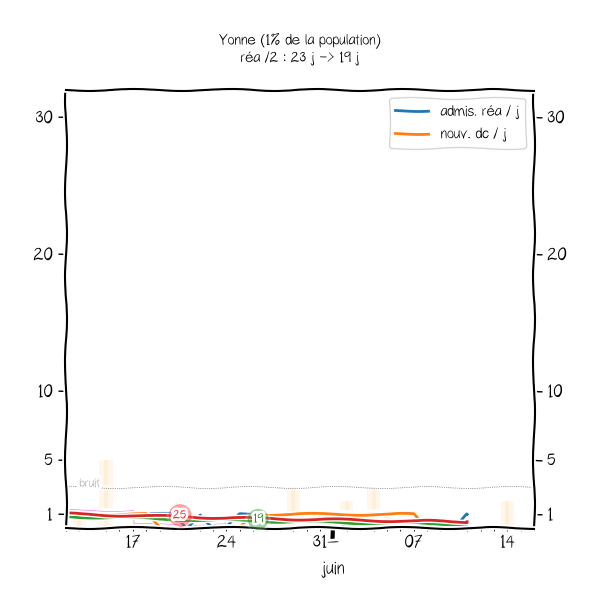 Yonne (1% de la population)
réa /2 : 23 j -> 19 j
admis. réa / j
nouv. dc / j
30
30
20
20
10
10
5
5
bruit
1
1
25
19
17
24
31
07
14
juin